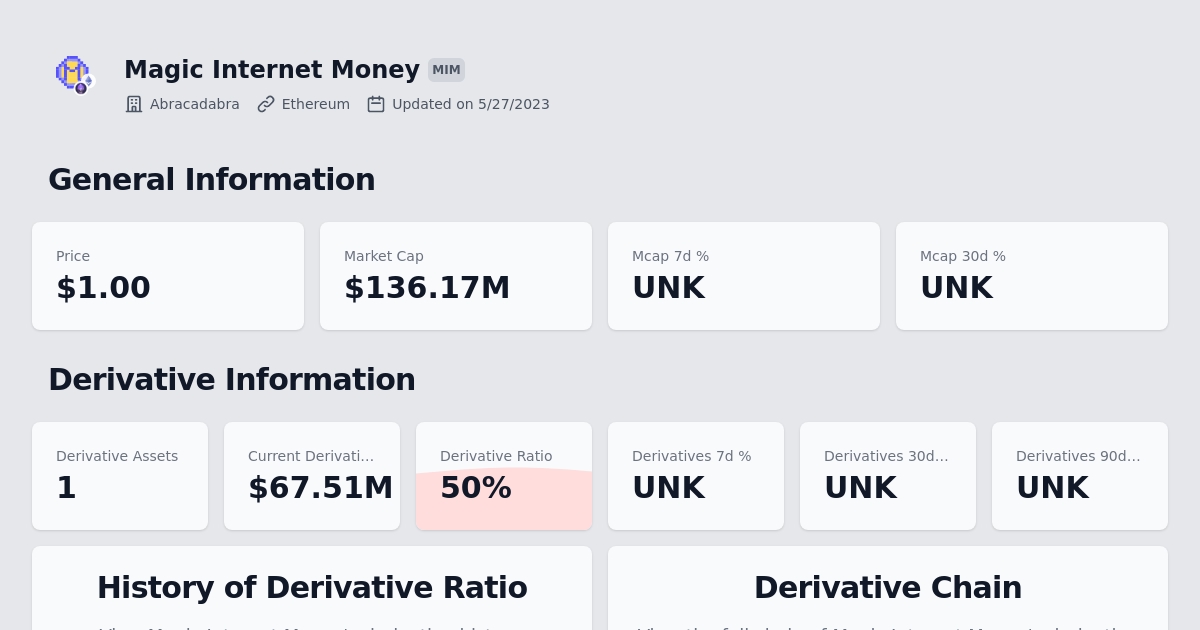 Magic Internet Money MIM
Abracadabra Ethereum Updated on 5/27/2023
General Information
Price Market Cap Mcap 7d % Mcap 30d %
$1.00 $136.17M UNK UNK
Derivative Information
Derivative Assets Current Derivati... Derivative Ratio Derivatives 7d % Derivatives 30d... Derivatives 90d...
1 $67.51M 50% UNK UNK UNK
History of Derivative Ratio Derivative Chain